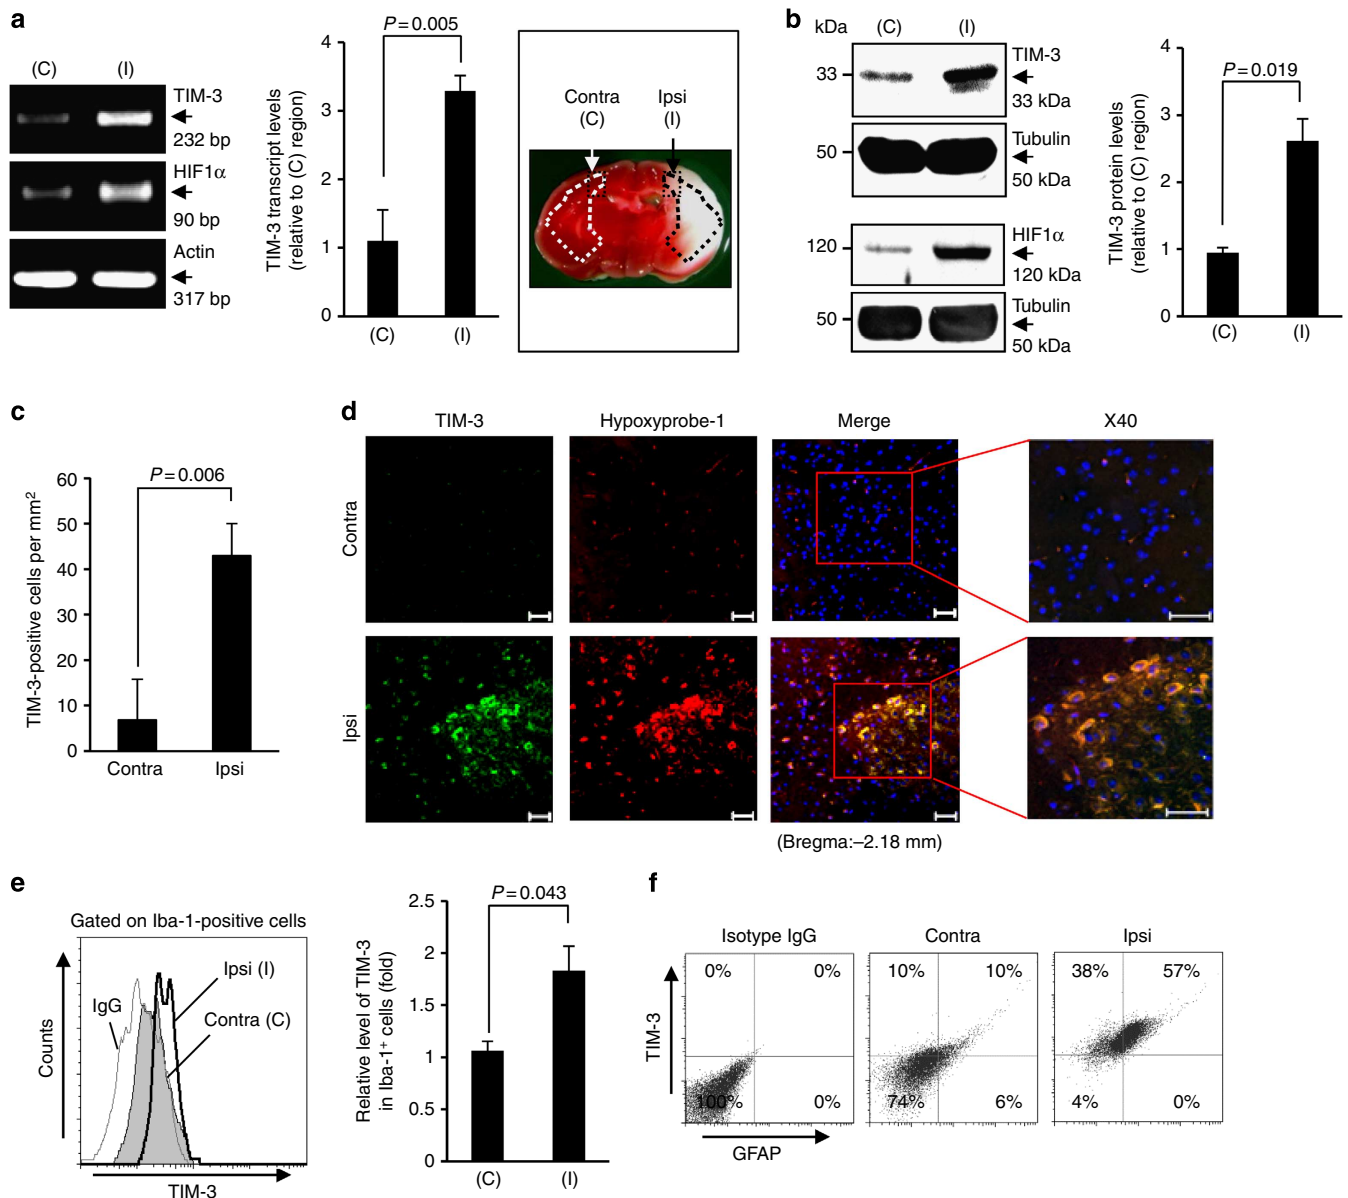 a
(C) (I)
TIM-3
232 bp
HIF1α
90 bp
Actin
317 bp
TIM-3 transcript levels
(relative to (C) region)
4
3
2
1
0
P = 0.005
(C) (I)
Contra Ipsi
(C) (I)
b
kDa (C) (I)
33
TIM-3
33 kDa
50
Tubulin
50 kDa
120
HIF1α
120 kDa
50
Tubulin
50 kDa
TIM-3 protein levels
(relative to (C) region)
4
3
2
1
0
P = 0.019
(C) (I)
c
TIM-3-positive cells per mm²
60
50
40
30
20
10
0
P = 0.006
Contra Ipsi
d
TIM-3 Hypoxyprobe-1 Merge X40
Contra
Ipsi
(Bregma:–2.18 mm)
e
Gated on Iba-1-positive cells
Counts
IgG
Ipsi (I)
Contra (C)
TIM-3
Relative level of TIM-3
in Iba-1⁺ cells (fold)
2.5
2
1.5
1
0.5
0
P = 0.043
(C) (I)
f
Isotype IgG Contra Ipsi
TIM-3
0% 0%
100% 0%
10% 10%
74% 6%
38% 57%
4% 0%
GFAP